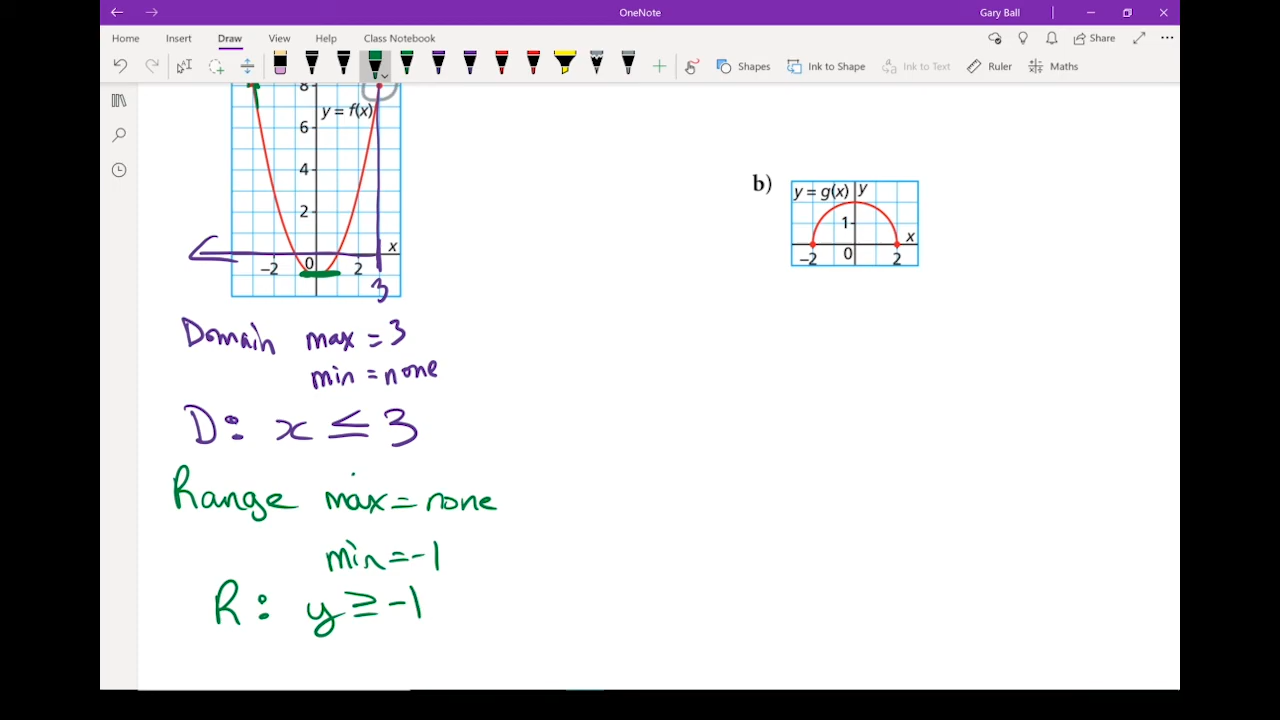 OneNote
Gary Ball
Home Insert Draw View Help Class Notebook
Share
Shapes Ink to Shape Ink to Text Ruler Maths
8
y = f(x)
6
4
2
x
−2 0 2
3
Domain max = 3
min = none
D: x ≤ 3
Range max = none
min = -1
R: y ≥ -1
b)
y = g(x) y
1
x
−2 0 2